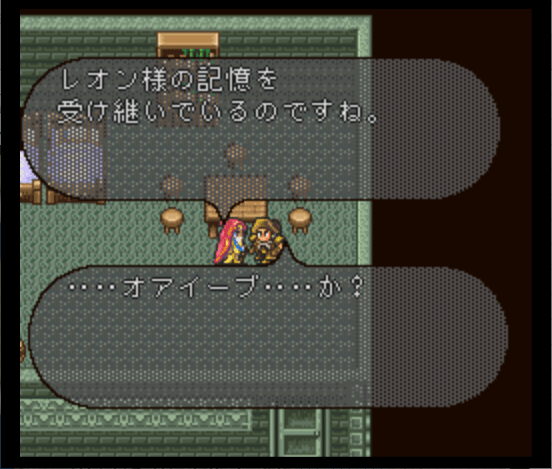 レオン様の記憶を
受け継いでいるのですね。
‥‥オアイーブ‥‥か?